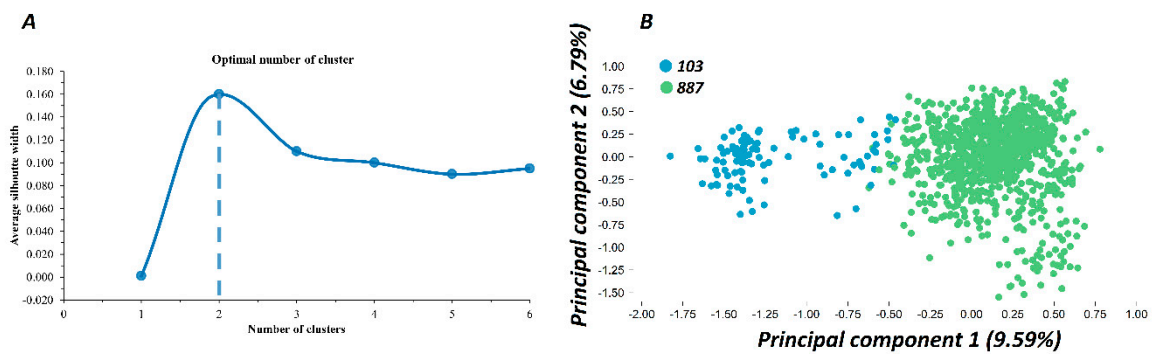 A
Optimal number of cluster
Average silhoutte with
0.180
0.160
0.140
0.120
0.100
0.080
0.060
0.040
0.020
0.000
-0.020
0 1 2 3 4 5 6
Number of clusters
B
103
887
Principal component 2 (6.79%)
1.00
0.75
0.50
0.25
0.00
-0.25
-0.50
-0.75
-1.00
-1.25
-1.50
-2.00 -1.75 -1.50 -1.25 -1.00 -0.75 -0.50 -0.25 0.00 0.25 0.50 0.75 1.00
Principal component 1 (9.59%)